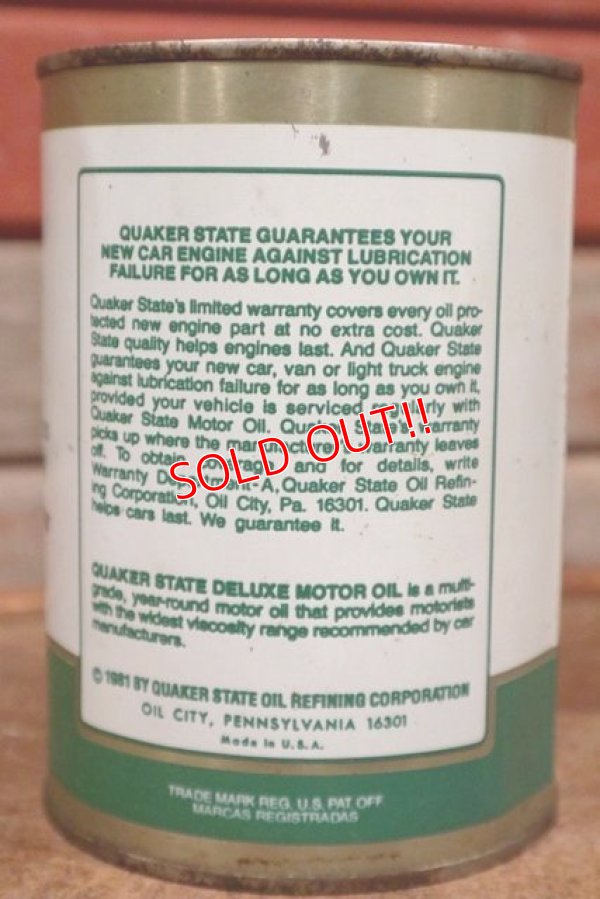 QUAKER STATE GUARANTEES YOUR
NEW CAR ENGINE AGAINST LUBRICATION
FAILURE FOR AS LONG AS YOU OWN IT.
Quaker State's limited warranty covers every oil pro-
tected new engine part at no extra cost. Quaker
State quality helps engines last. And Quaker State
guarantees your new car, van or light truck engine
against lubrication failure for as long as you own it,
provided your vehicle is serviced regularly with
Quaker State Motor Oil. Quaker State's warranty
picks up where the manufacturer's warranty leaves
off. To obtain coverage and for details, write
Warranty Department-A, Quaker State Oil Refin-
ing Corporation, Oil City, Pa. 16301. Quaker State
helps cars last. We guarantee it.
SOLD OUT!!
QUAKER STATE DELUXE MOTOR OIL is a multi-
grade, year-round motor oil that provides motorists
with the widest viscosity range recommended by car
manufacturers.
© 1981 BY QUAKER STATE OIL REFINING CORPORATION
OIL CITY, PENNSYLVANIA 16301
Made in U.S.A.
TRADE MARK REG. U.S. PAT. OFF
MARCAS REGISTRADAS